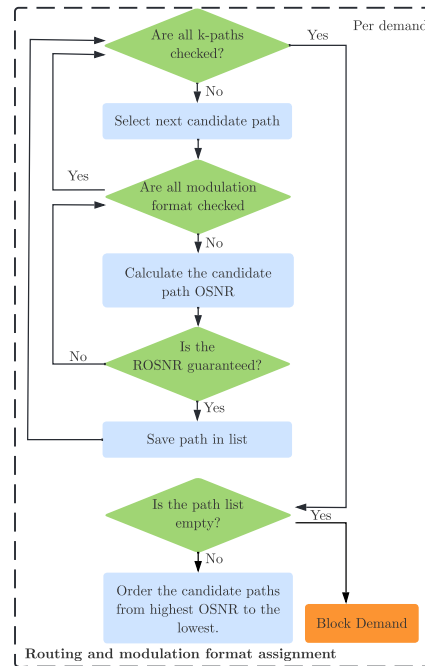 Per demand
Are all k-paths
checked?
Yes
No
Select next candidate path
Yes
Are all modulation
format checked
No
Calculate the candidate
path OSNR
Is the
ROSNR guaranteed?
No
Yes
Save path in list
Is the path list
empty?
Yes
No
Order the candidate paths
from highest OSNR to the
lowest.
Block Demand
Routing and modulation format assignment